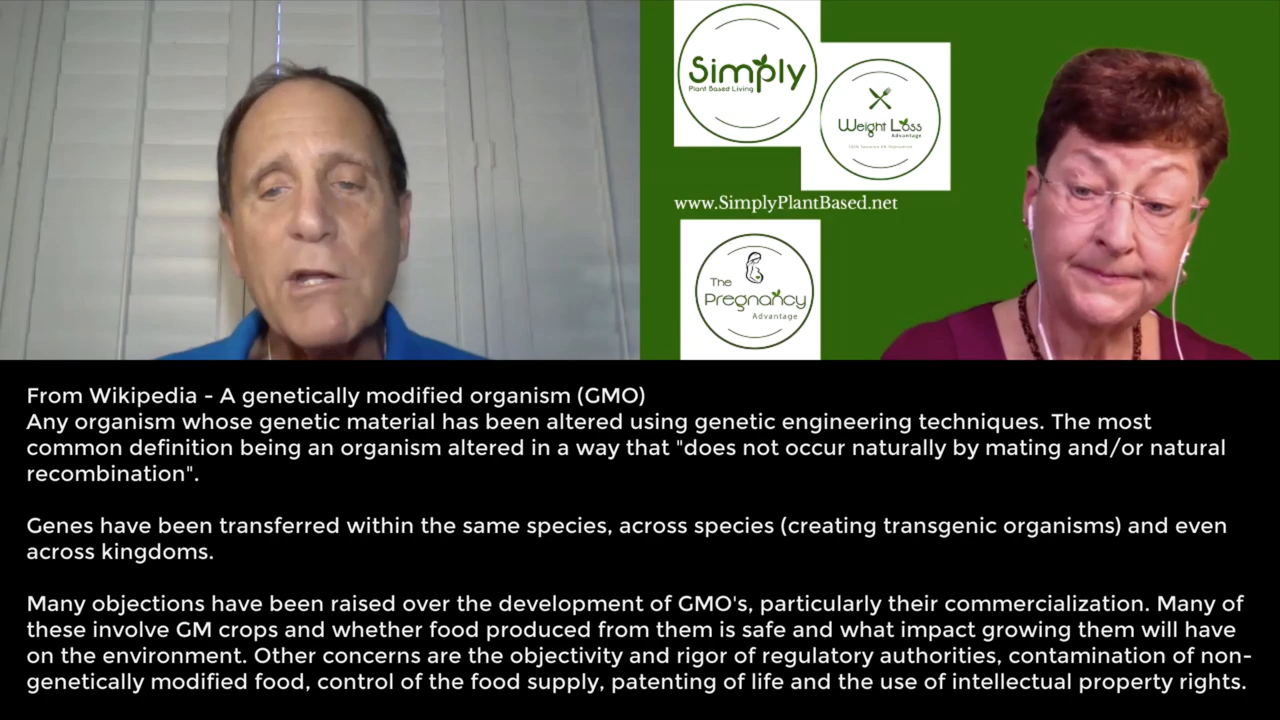 Simply
Plant Based Living
Weight Loss
Advantage
www.SimplyPlantBased.net
The
Pregnancy
Advantage
From Wikipedia - A genetically modified organism (GMO)
Any organism whose genetic material has been altered using genetic engineering techniques. The most
common definition being an organism altered in a way that "does not occur naturally by mating and/or natural
recombination".
Genes have been transferred within the same species, across species (creating transgenic organisms) and even
across kingdoms.
Many objections have been raised over the development of GMO's, particularly their commercialization. Many of
these involve GM crops and whether food produced from them is safe and what impact growing them will have
on the environment. Other concerns are the objectivity and rigor of regulatory authorities, contamination of non-
genetically modified food, control of the food supply, patenting of life and the use of intellectual property rights.